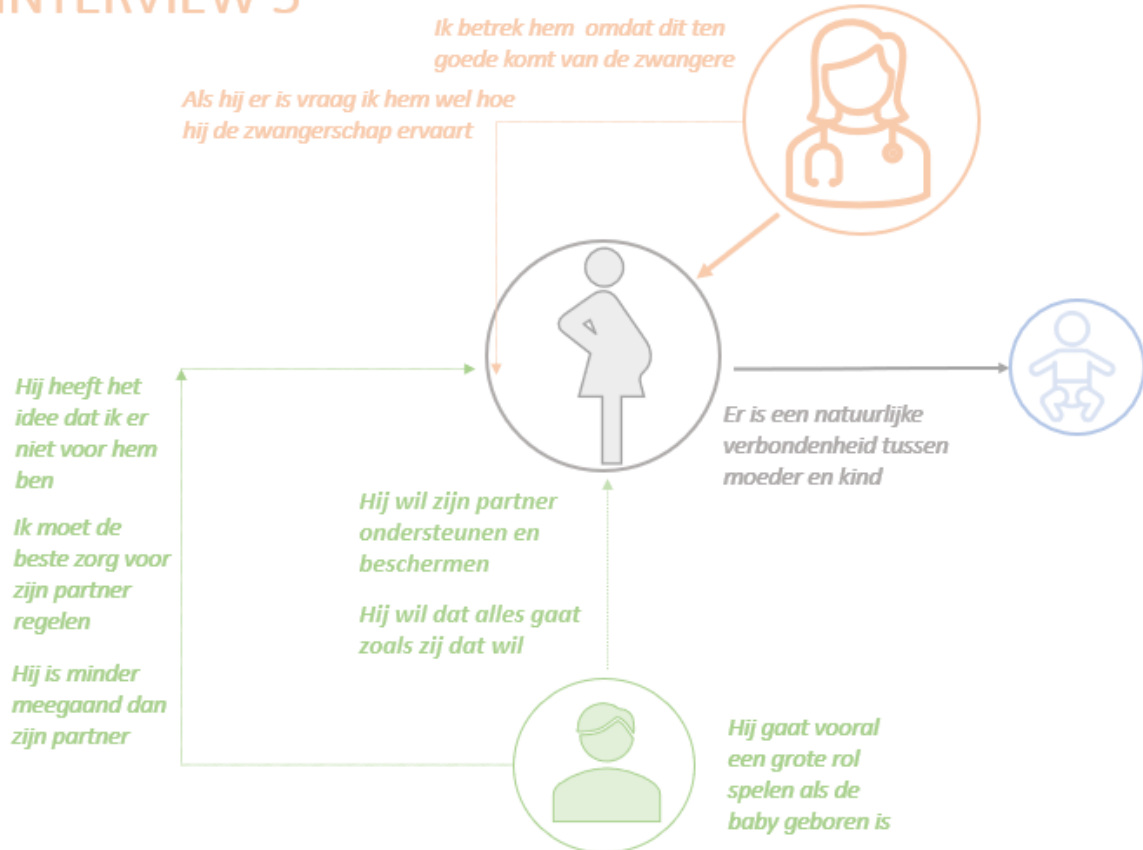 INTERVIEW 5
Ik betrek hem omdat dit ten
goede komt van de zwangere
Als hij er is vraag ik hem wel hoe
hij de zwangerschap ervaart
Hij heeft het
idee dat ik er
niet voor hem
ben
Ik moet de
beste zorg voor
zijn partner
regelen
Hij is minder
meegaand dan
zijn partner
Er is een natuurlijke
verbondenheid tussen
moeder en kind
Hij wil zijn partner
ondersteunen en
beschermen
Hij wil dat alles gaat
zoals zij dat wil
Hij gaat vooral
een grote rol
spelen als de
baby geboren is